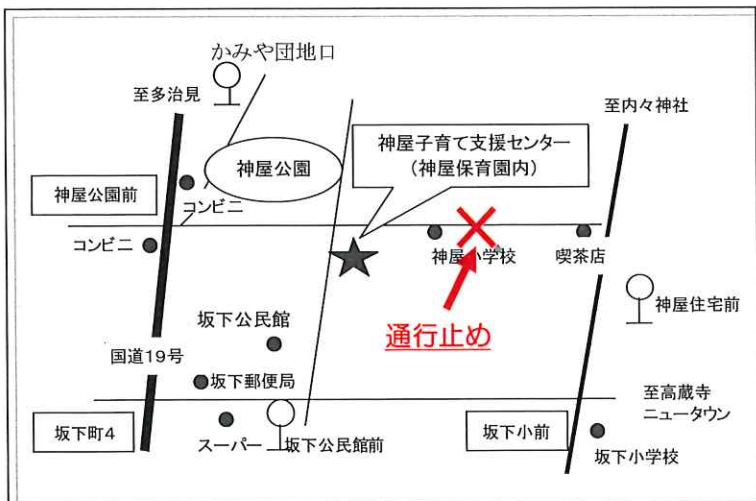 かみや団地口
至多治見
至内々神社
神屋子育て支援センター
（神屋保育園内）
神屋公園
神屋公園前
コンビニ
コンビニ
神屋小学校
喫茶店
神屋住宅前
通行止め
坂下公民館
国道19号
坂下郵便局
至高蔵寺
ニュータウン
坂下町4
スーパー
坂下公民館前
坂下小前
坂下小学校